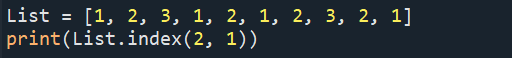 List = [1, 2, 3, 1, 2, 1, 2, 3, 2, 1]
print(List.index(2, 1))